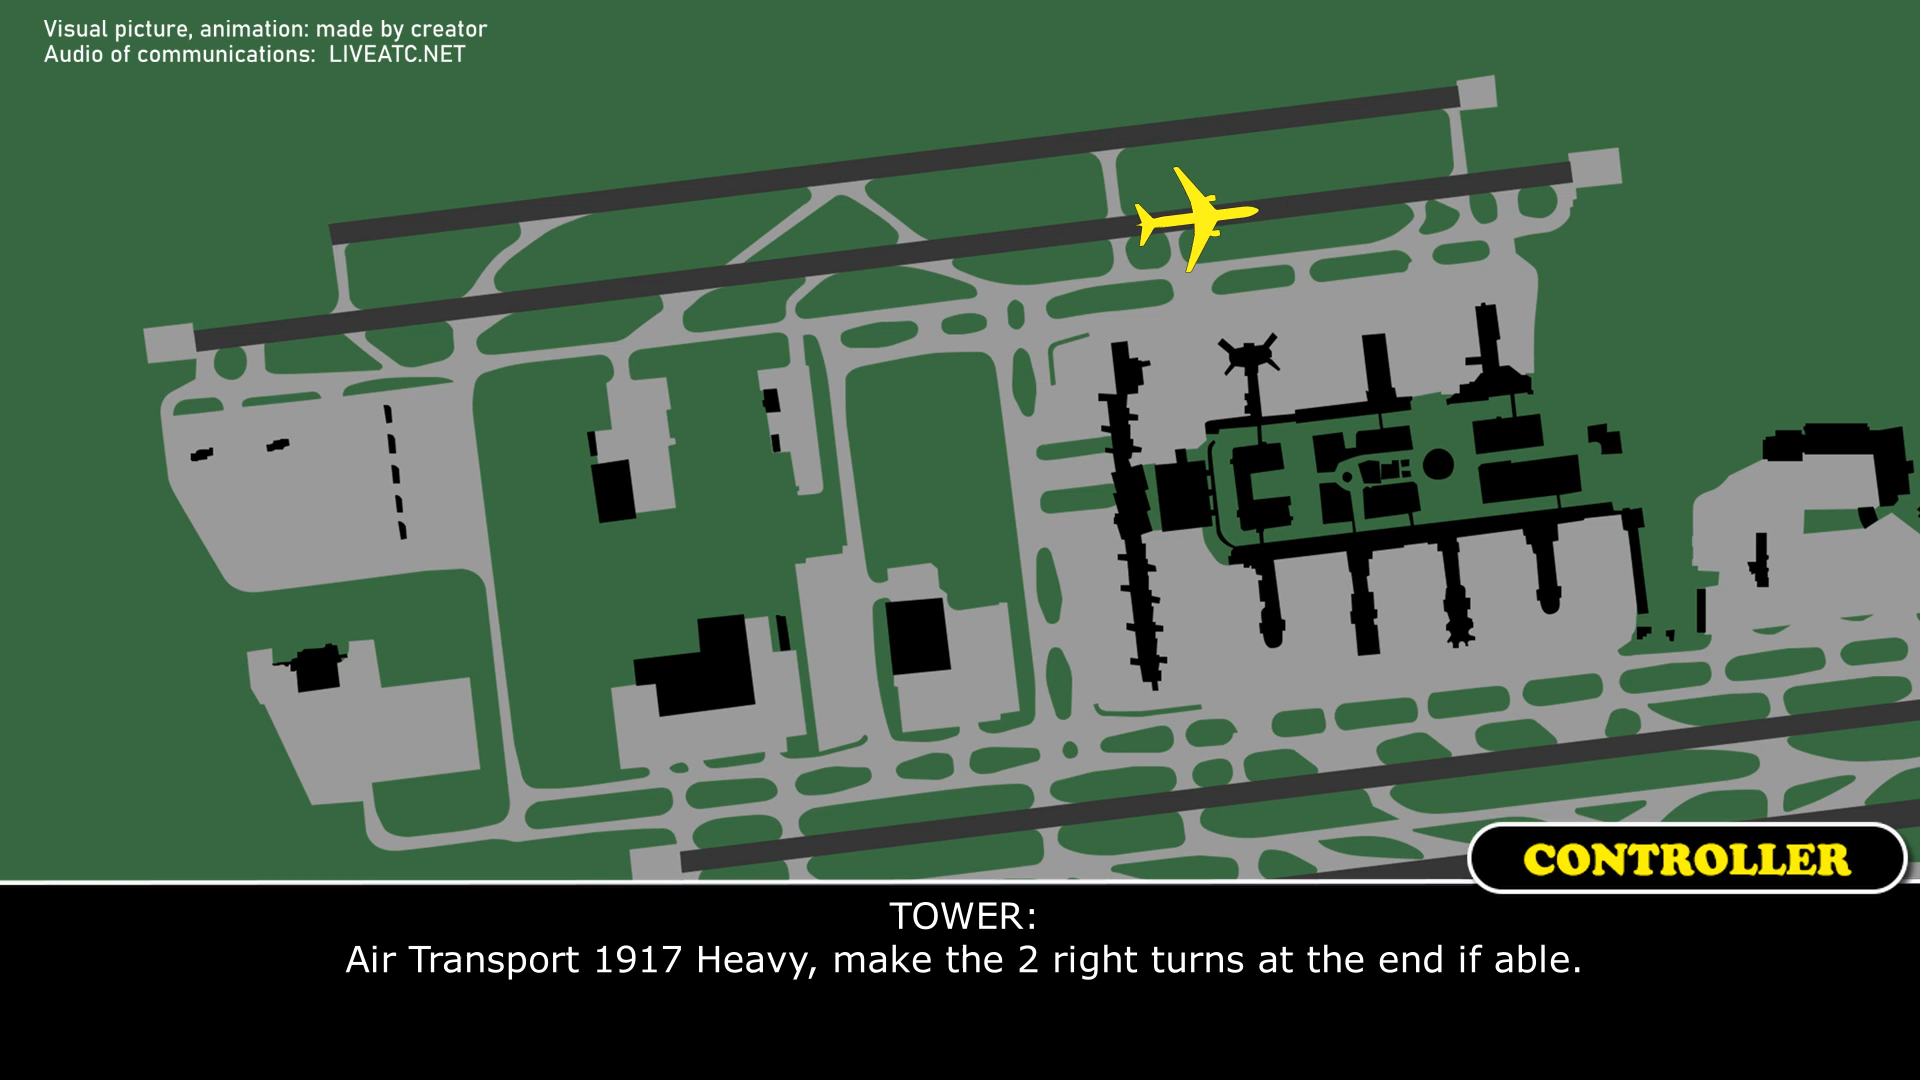 Visual picture, animation: made by creator
Audio of communications: LIVEATC.NET
CONTROLLER
TOWER:
Air Transport 1917 Heavy, make the 2 right turns at the end if able.